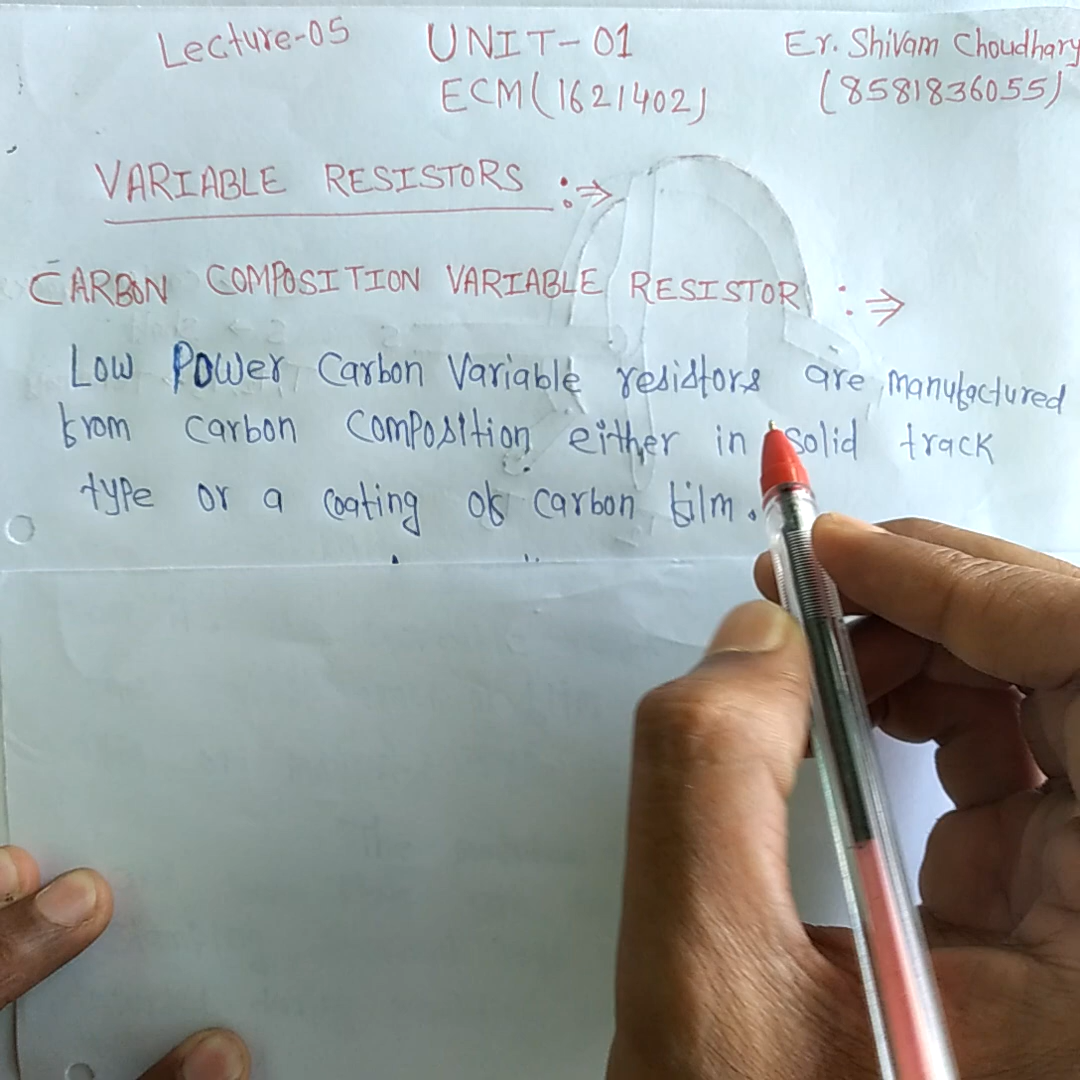 Lecture-05 UNIT-01 Er. Shivam Choudhary
ECM(1621402) (8581836055)
VARIABLE RESISTORS :⇒
CARBON COMPOSITION VARIABLE RESISTOR :⇒
Low Power Carbon Variable resistors are manufactured
from carbon composition either in solid track
type or a coating of carbon film.